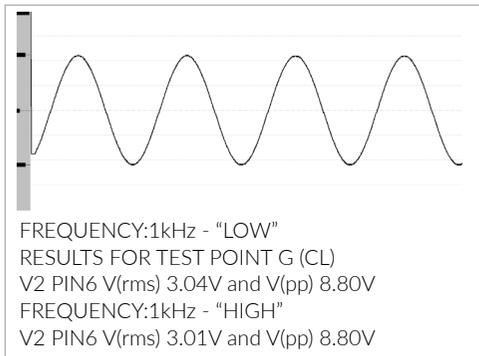 FREQUENCY:1kHz - “LOW”
RESULTS FOR TEST POINT G (CL)
V2 PIN6 V(rms) 3.04V and V(pp) 8.80V
FREQUENCY:1kHz - “HIGH”
V2 PIN6 V(rms) 3.01V and V(pp) 8.80V